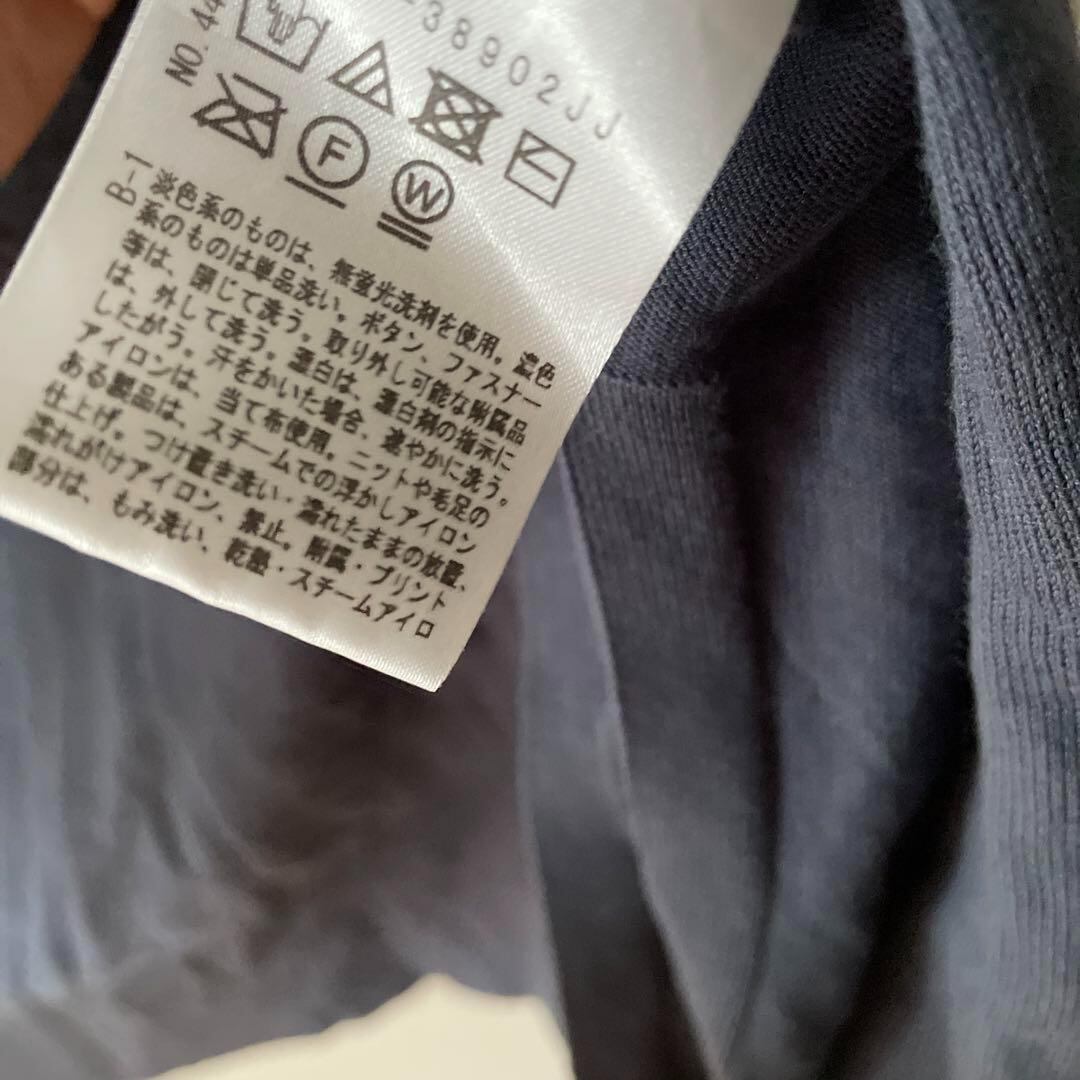 38902JJ
NO.44
F
W
B-1
淡色系のものは、無蛍光洗剤を使用。濃色
系のものは単品洗い。ボタン、ファスナー
等は、閉じて洗う。取り外し可能な附属品
は、外して洗う。漂白は、漂白剤の指示に
したがう。汗をかいた場合、速やかに洗う。
アイロンは、当て布使用。ニットや毛足の
ある製品は、スチームでの浮かしアイロン
仕上げ。つけ置き洗い・濡れたままの放置、
濡れがけアイロン、禁止。附属・プリント
部分は、もみ洗い、乾燥・スチームアイロ